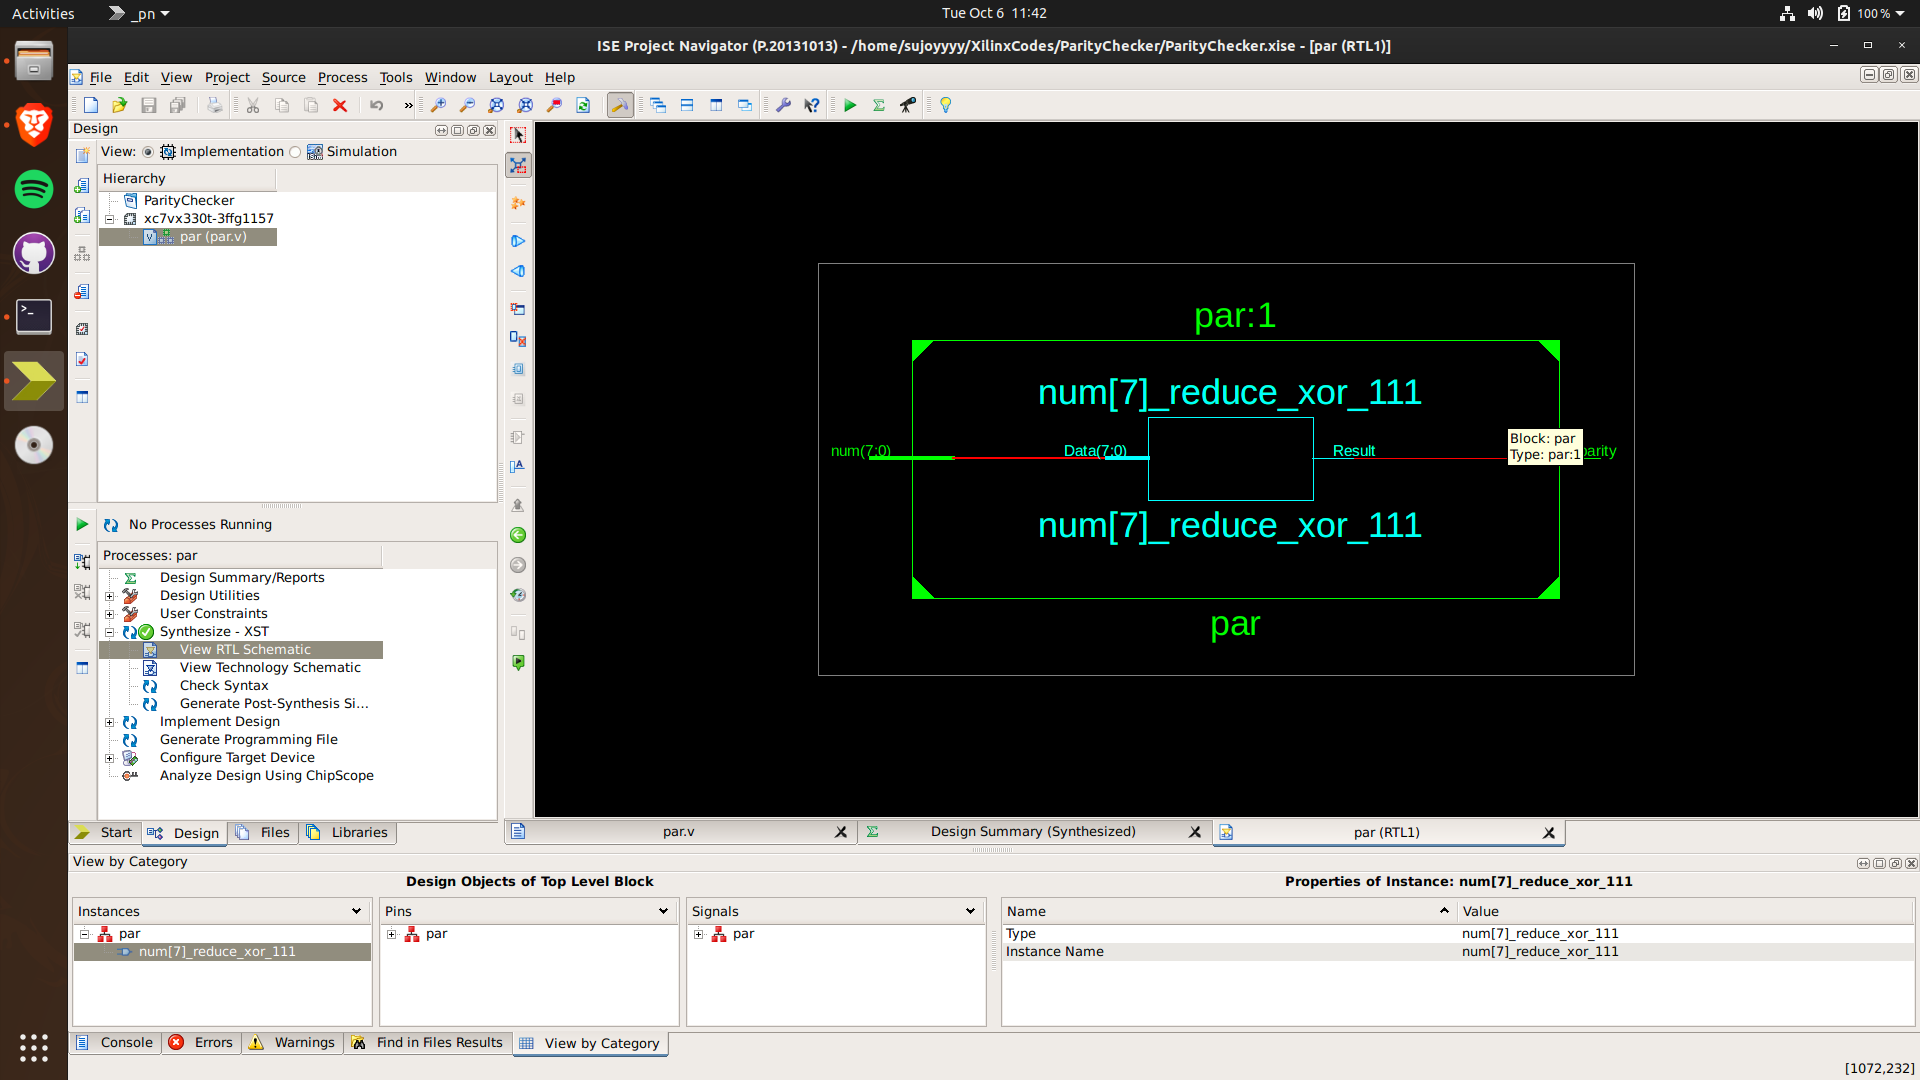 Activities
_pn
Tue Oct 6 11:42
100 %
ISE Project Navigator (P.20131013) - /home/sujoyyyy/XilinxCodes/ParityChecker/ParityChecker.xise - [par (RTL1)]
File Edit View Project Source Process Tools Window Layout Help
Design
View: Implementation Simulation
Hierarchy
ParityChecker
xc7vx330t-3ffg1157
par (par.v)
No Processes Running
Processes: par
Design Summary/Reports
Design Utilities
User Constraints
Synthesize - XST
View RTL Schematic
View Technology Schematic
Check Syntax
Generate Post-Synthesis Si...
Implement Design
Generate Programming File
Configure Target Device
Analyze Design Using ChipScope
Start Design Files Libraries
par:1
num[7]_reduce_xor_111
num(7:0) Data(7:0) Result parity
Block: par
Type: par:1
num[7]_reduce_xor_111
par
par.v Design Summary (Synthesized) par (RTL1)
View by Category
Design Objects of Top Level Block
Properties of Instance: num[7]_reduce_xor_111
Instances Pins Signals Name Value
par par par
num[7]_reduce_xor_111
Type num[7]_reduce_xor_111
Instance Name num[7]_reduce_xor_111
Console Errors Warnings Find in Files Results View by Category
[1072,232]